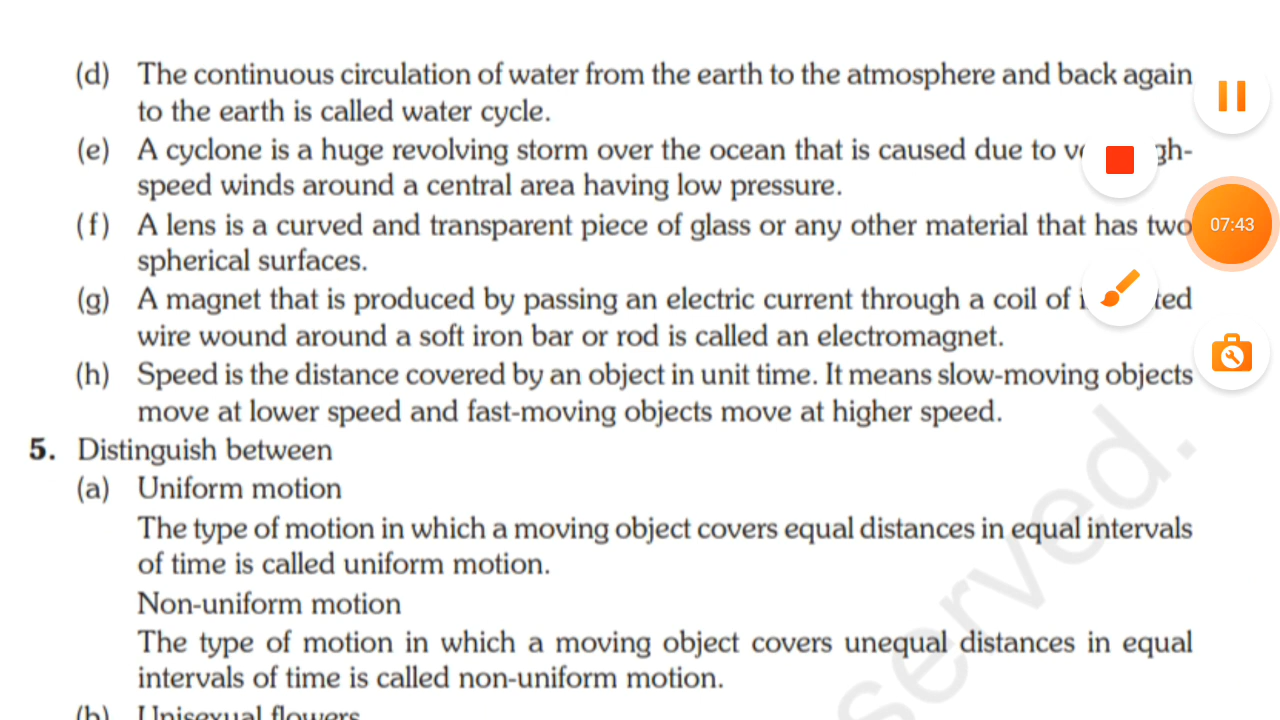 (d) The continuous circulation of water from the earth to the atmosphere and back again
to the earth is called water cycle.
(e) A cyclone is a huge revolving storm over the ocean that is caused due to
speed winds around a central area having low pressure.
(f) A lens is a curved and transparent piece of glass or any other material that has two
spherical surfaces.
07:43
(g) A magnet that is produced by passing an electric current through a coil of
wire wound around a soft iron bar or rod is called an electromagnet.
(h) Speed is the distance covered by an object in unit time. It means slow-moving objects
move at lower speed and fast-moving objects move at higher speed.
5. Distinguish between
(a) Uniform motion
The type of motion in which a moving object covers equal distances in equal intervals
of time is called uniform motion.
Non-uniform motion
The type of motion in which a moving object covers unequal distances in equal
intervals of time is called non-uniform motion.
(b) Unisexual flowers
served.